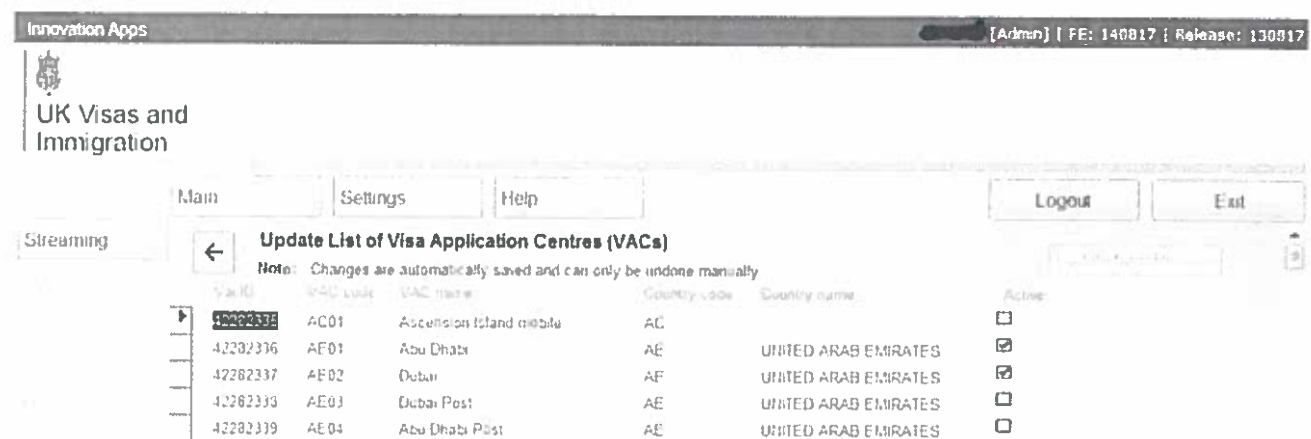 Innovation Apps [Admin] | FE: 140817 | Release: 130817
UK Visas and
Immigration
Main Settings Help Logout Exit
Streaming ← Update List of Visa Application Centres (VACs)
Note: Changes are automatically saved and can only be undone manually
VacID VAC code VAC name Country code Country name Active
42282335 AC01 Ascension Island mobile AC
42282336 AE01 Abu Dhabi AE UNITED ARAB EMIRATES
42282337 AE02 Dubai AE UNITED ARAB EMIRATES
42282338 AE03 Dubai Post AE UNITED ARAB EMIRATES
42282339 AE04 Abu Dhabi Post AE UNITED ARAB EMIRATES